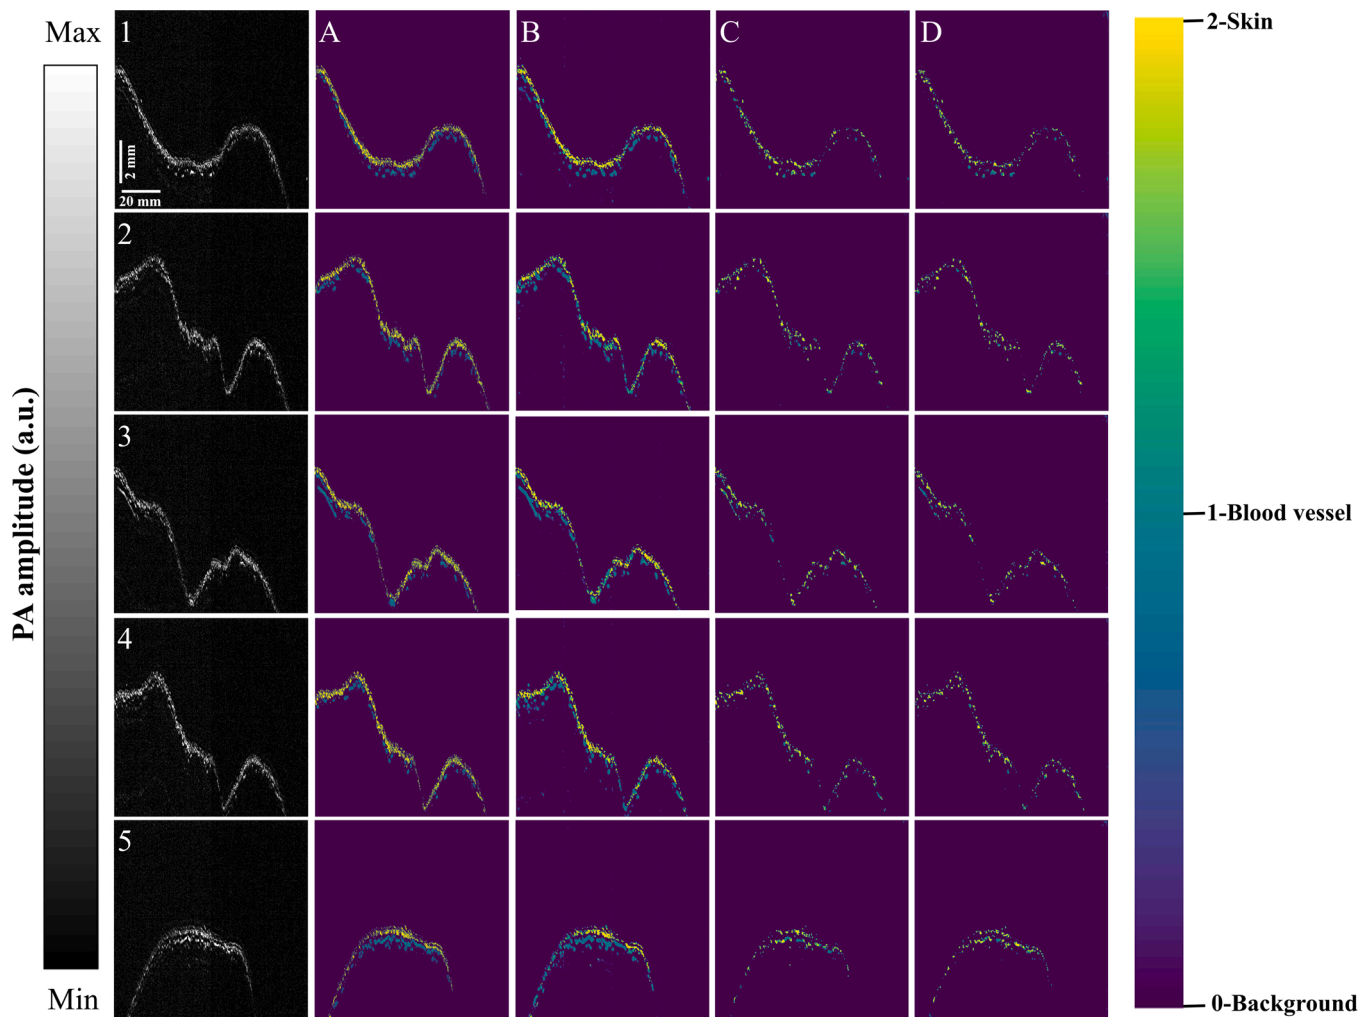 Max
1 A B C D
2-Skin
2 mm
20 mm
2
3
PA amplitude (a.u.)
1-Blood vessel
4
5
Min
0-Background